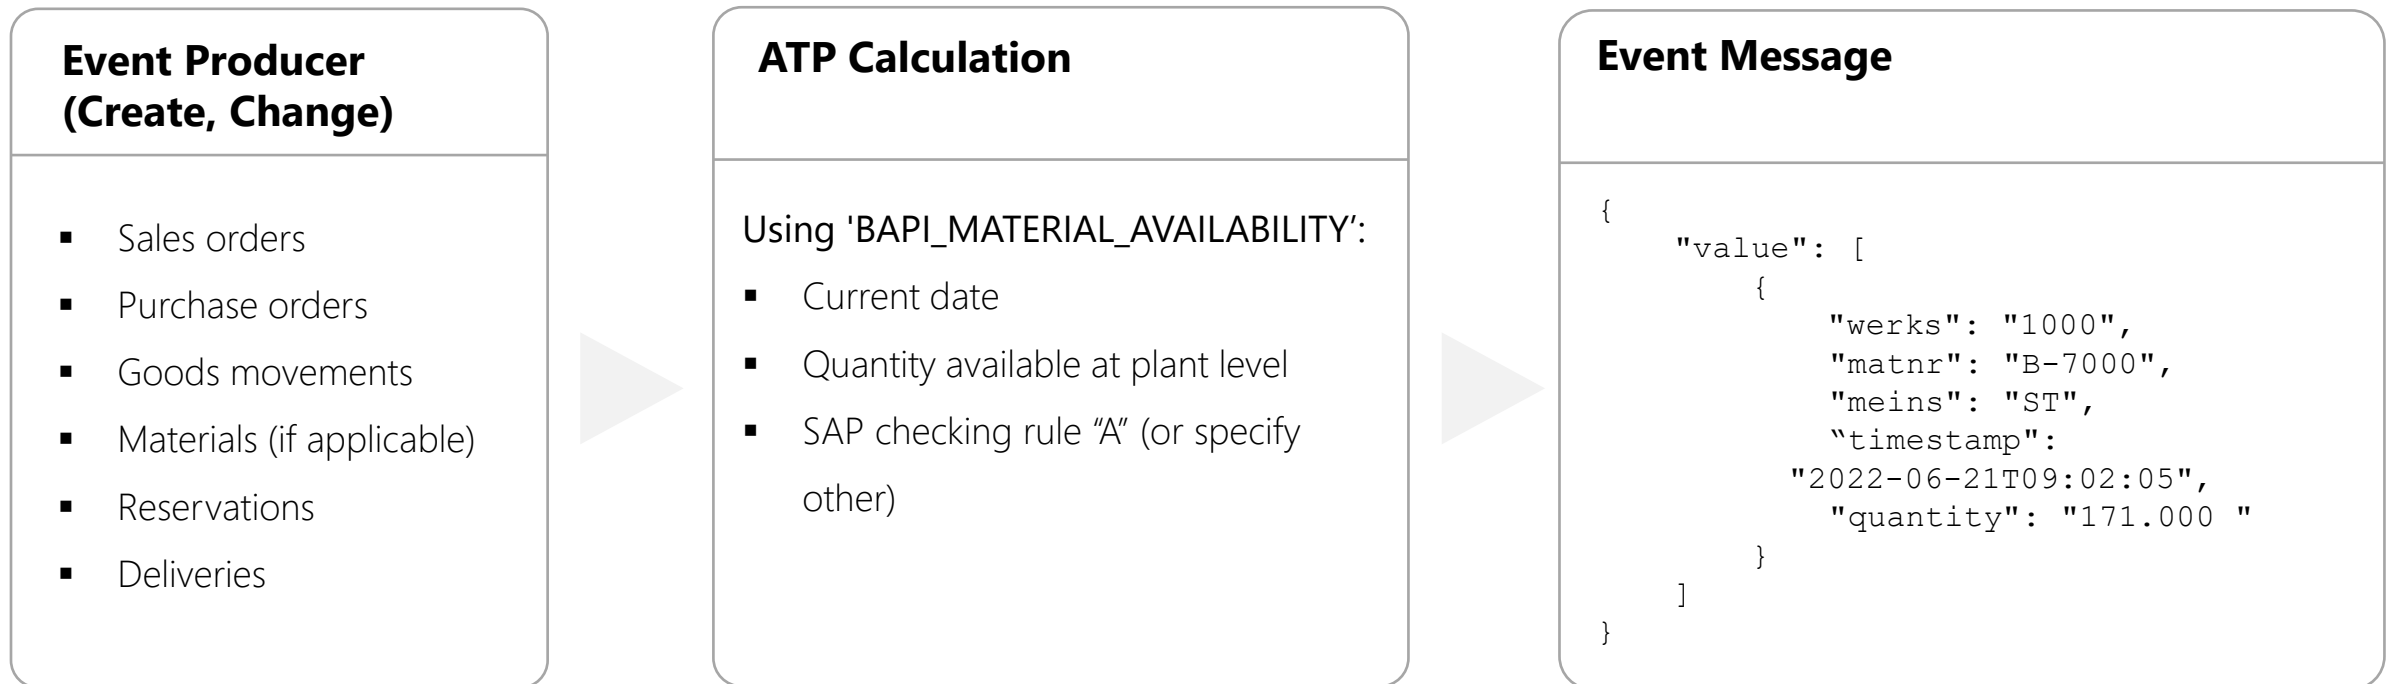 Event Producer
(Create, Change)
▪ Sales orders
▪ Purchase orders
▪ Goods movements
▪ Materials (if applicable)
▪ Reservations
▪ Deliveries
ATP Calculation
Using 'BAPI_MATERIAL_AVAILABILITY’:
▪ Current date
▪ Quantity available at plant level
▪ SAP checking rule “A” (or specify
other)
Event Message
{
"value": [
{
"werks": "1000",
"matnr": "B-7000",
"meins": "ST",
“timestamp":
"2022-06-21T09:02:05",
"quantity": "171.000 "
}
]
}